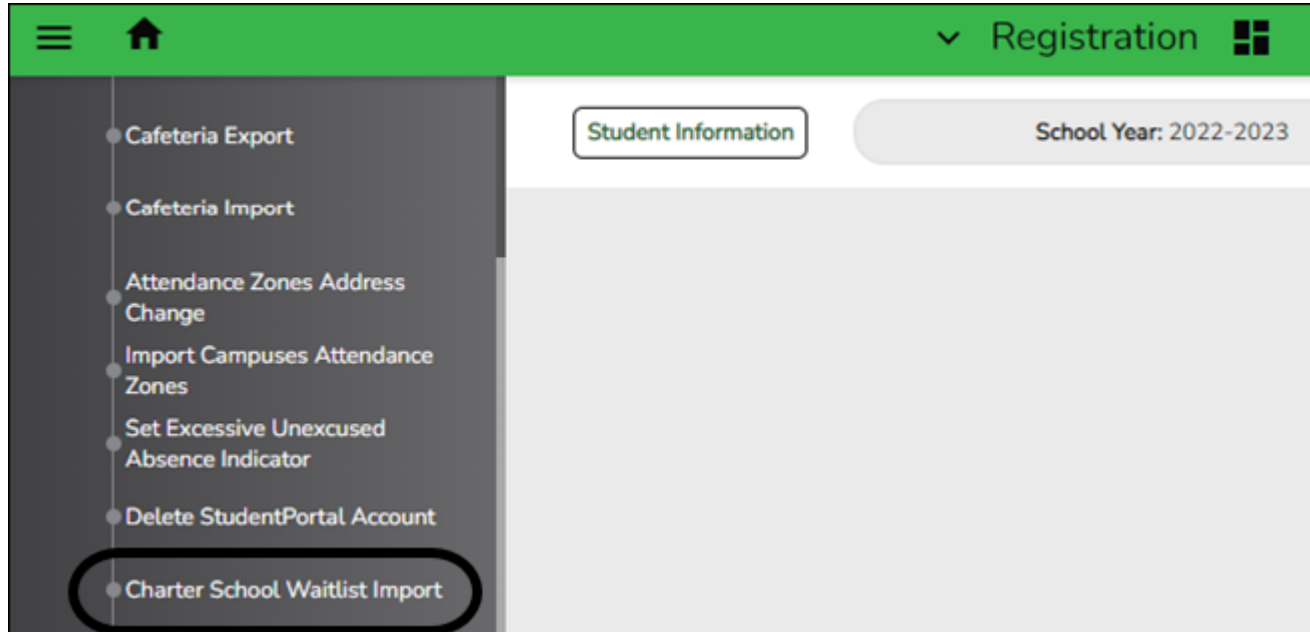 Registration
Student Information
School Year: 2022-2023
Cafeteria Export
Cafeteria Import
Attendance Zones Address
Change
Import Campuses Attendance
Zones
Set Excessive Unexcused
Absence Indicator
Delete StudentPortal Account
Charter School Waitlist Import